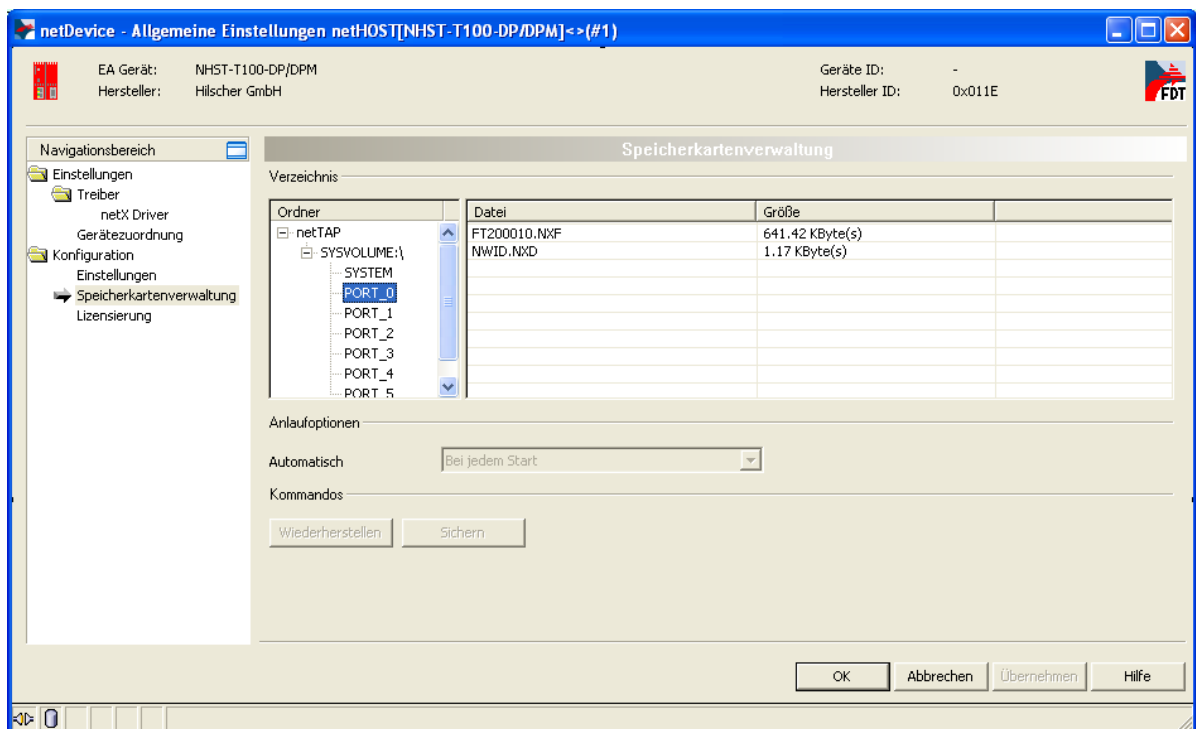 netDevice - Allgemeine Einstellungen netHOST[NHST-T100-DP/DPM]<>(#1)
EA Gerät: NHST-T100-DP/DPM Geräte ID: -
Hersteller: Hilscher GmbH Hersteller ID: 0x011E
FDT
Navigationsbereich
Einstellungen
Treiber
netX Driver
Gerätezuordnung
Konfiguration
Einstellungen
Speicherkartenverwaltung
Lizensierung
Speicherkartenverwaltung
Verzeichnis
Ordner
netTAP
SYSVOLUME:\
SYSTEM
PORT_0
PORT_1
PORT_2
PORT_3
PORT_4
PORT_5
Datei Größe
FT200010.NXF 641.42 KByte(s)
NWID.NXD 1.17 KByte(s)
Anlaufoptionen
Automatisch Bei jedem Start
Kommandos
Wiederherstellen Sichern
OK Abbrechen Übernehmen Hilfe